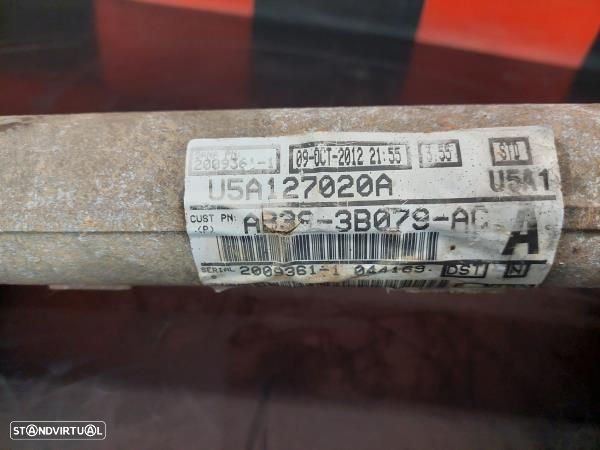 2009361-1 09-OCT-2012 21:55 3.55 STD
U5A127020A U5A1
CUST PN: AB39-3B079-AC A
(P)
SERIAL 2009361-1 044169. DST N
STANDVIRTUAL